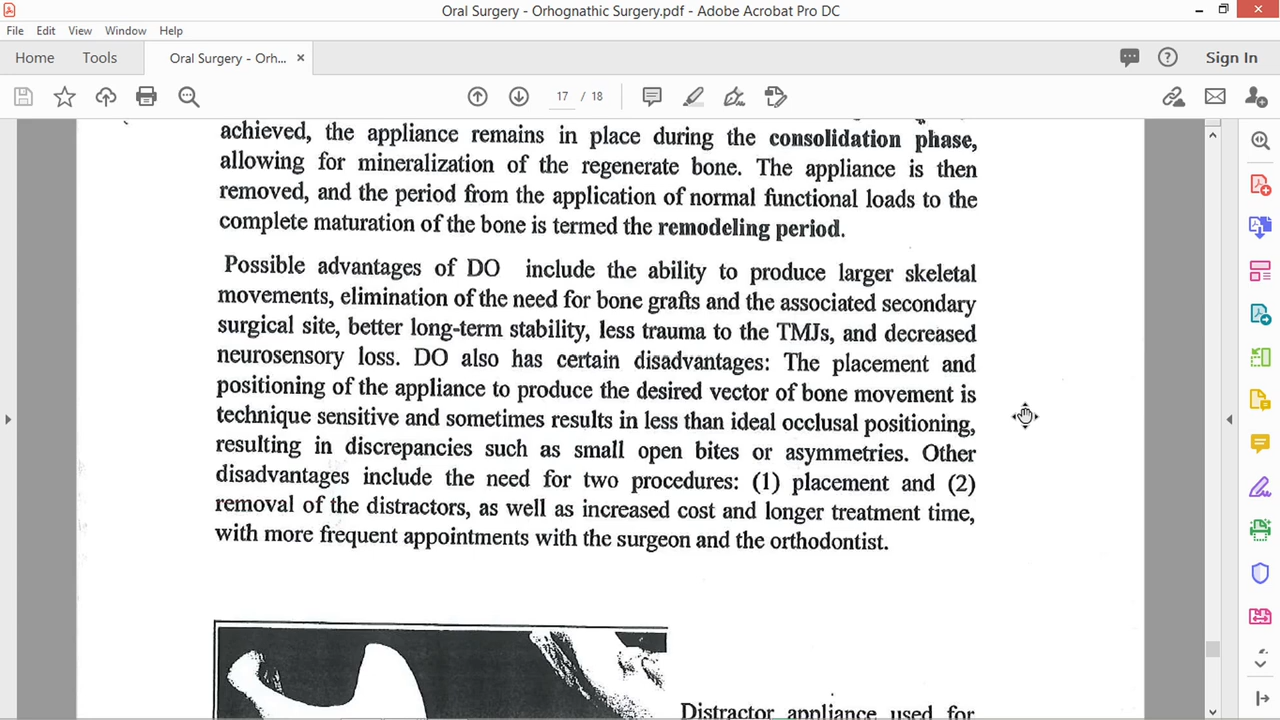 Oral Surgery - Orhognathic Surgery.pdf - Adobe Acrobat Pro DC
File Edit View Window Help
Home Tools Oral Surgery - Orh... × Sign In
17 / 18
achieved, the appliance remains in place during the consolidation phase,
allowing for mineralization of the regenerate bone. The appliance is then
removed, and the period from the application of normal functional loads to the
complete maturation of the bone is termed the remodeling period.
Possible advantages of DO include the ability to produce larger skeletal
movements, elimination of the need for bone grafts and the associated secondary
surgical site, better long-term stability, less trauma to the TMJs, and decreased
neurosensory loss. DO also has certain disadvantages: The placement and
positioning of the appliance to produce the desired vector of bone movement is
technique sensitive and sometimes results in less than ideal occlusal positioning,
resulting in discrepancies such as small open bites or asymmetries. Other
disadvantages include the need for two procedures: (1) placement and (2)
removal of the distractors, as well as increased cost and longer treatment time,
with more frequent appointments with the surgeon and the orthodontist.
Distractor appliance used for